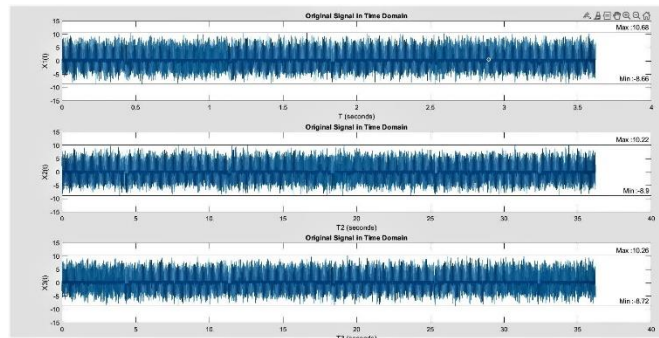 Original Signal in Time Domain
15
Max :10.68
10
5
X1(t)
0
-5
Min :-8.66
-10
-15
0 0.5 1 1.5 2 2.5 3 3.5 4
T (seconds)
Original Signal in Time Domain
15
Max :10.22
10
5
X2(t)
0
-5
Min :-8.9
-10
-15
0 5 10 15 20 25 30 35 40
T2 (seconds)
Original Signal in Time Domain
15
Max :10.26
10
5
X3(t)
0
-5
Min :-8.72
-10
-15
0 5 10 15 20 25 30 35 40
T3 (seconds)